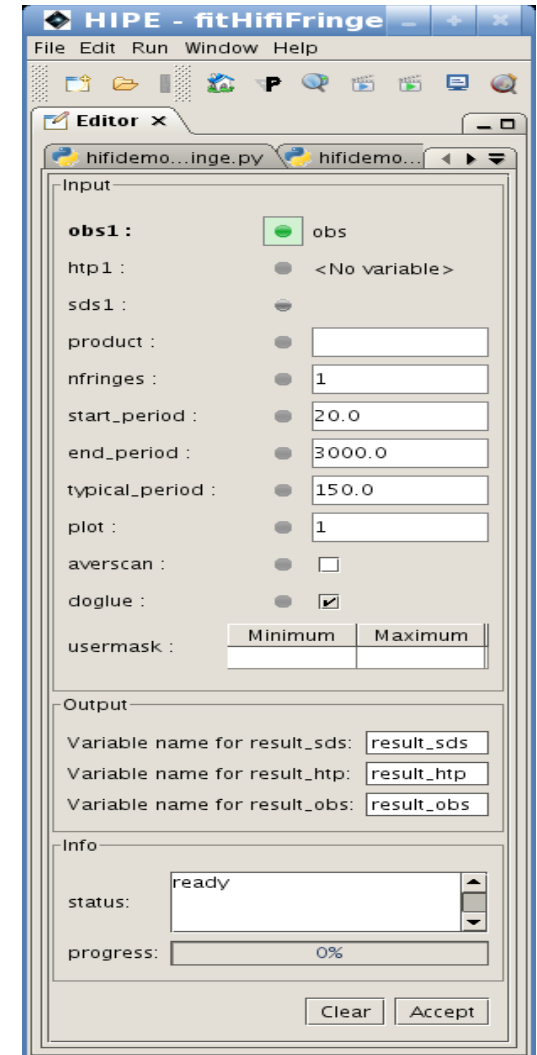 HIPE - fitHifiFringe
File Edit Run Window Help
Editor
hifidemo...inge.py hifidemo...
Input
obs1 : obs
htp1 : <No variable>
sds1 :
product :
nfringes : 1
start_period : 20.0
end_period : 3000.0
typical_period : 150.0
plot : 1
averscan :
doglue :
Minimum Maximum
usermask :
Output
Variable name for result_sds: result_sds
Variable name for result_htp: result_htp
Variable name for result_obs: result_obs
Info
ready
status:
progress: 0%
Clear Accept